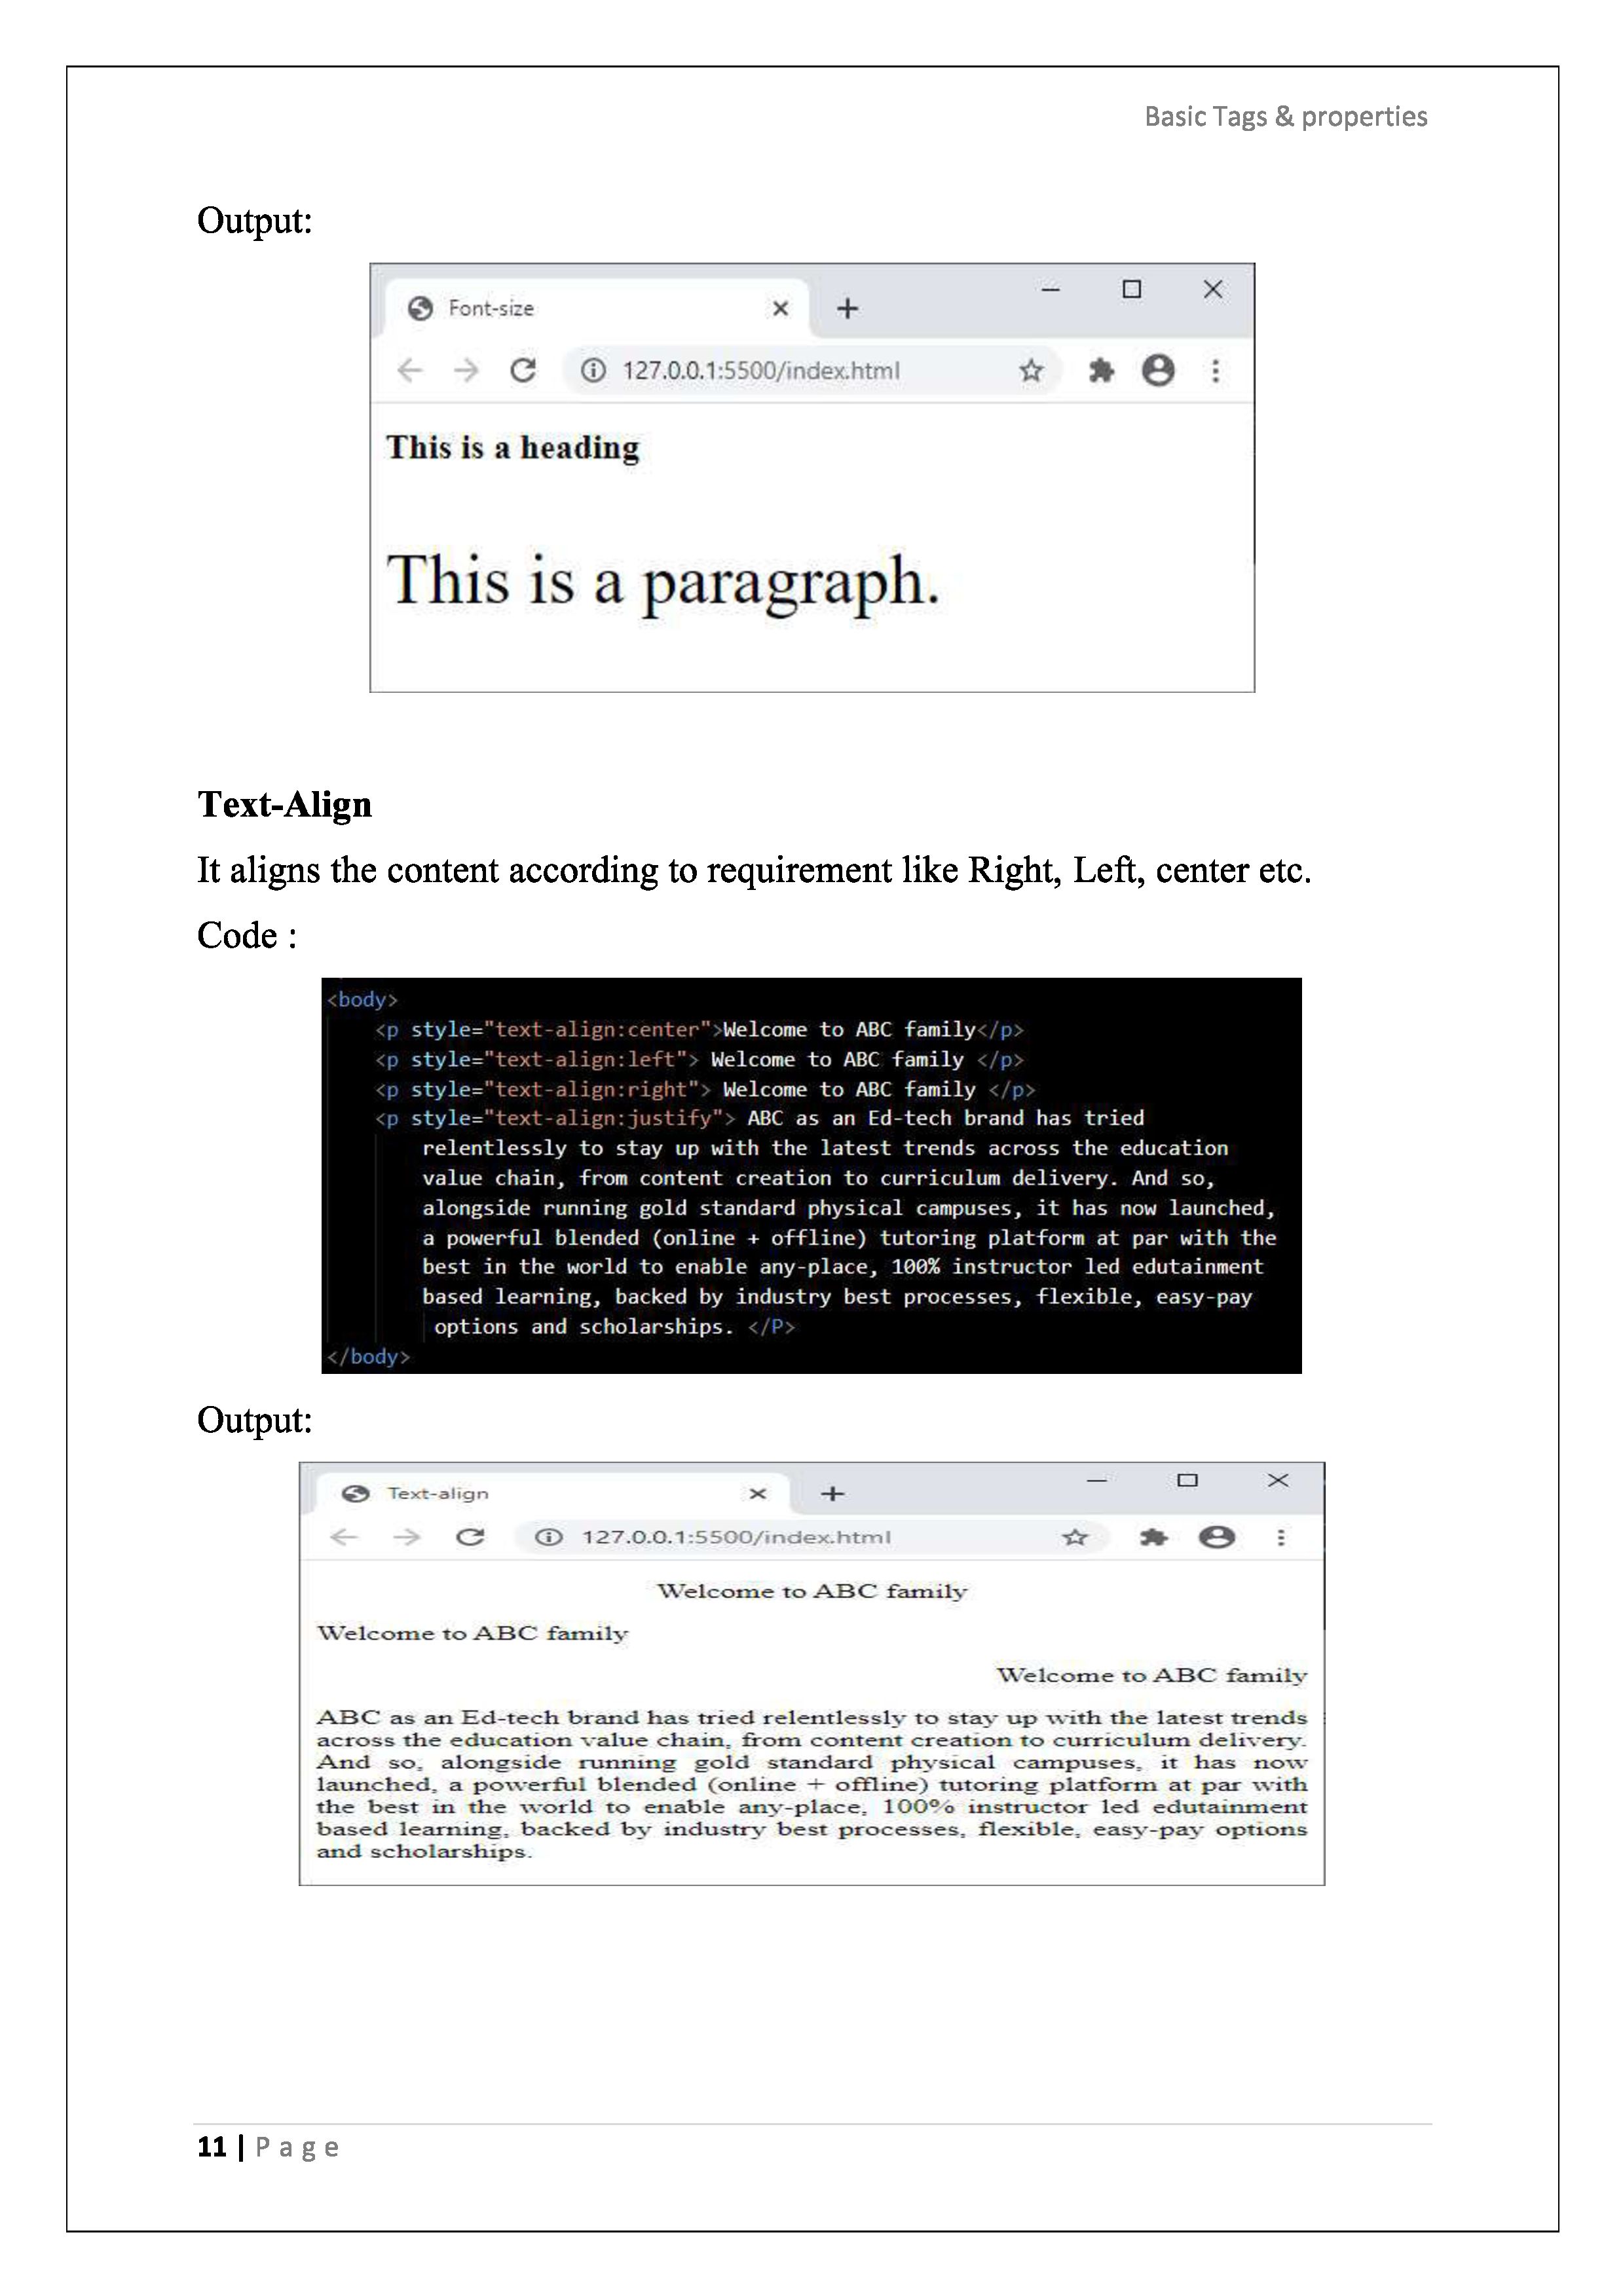 Basic Tags & properties
Output:
Font-size
127.0.0.1:5500/index.html
This is a heading
This is a paragraph.
Text-Align
It aligns the content according to requirement like Right, Left, center etc.
Code :
<body>
<p style="text-align:center">Welcome to ABC family</p>
<p style="text-align:left"> Welcome to ABC family </p>
<p style="text-align:right"> Welcome to ABC family </p>
<p style="text-align:justify"> ABC as an Ed-tech brand has tried
relentlessly to stay up with the latest trends across the education
value chain, from content creation to curriculum delivery. And so,
alongside running gold standard physical campuses, it has now launched,
a powerful blended (online + offline) tutoring platform at par with the
best in the world to enable any-place, 100% instructor led edutainment
based learning, backed by industry best processes, flexible, easy-pay
options and scholarships. </P>
</body>
Output:
Text-align
127.0.0.1:5500/index.html
Welcome to ABC family
Welcome to ABC family
Welcome to ABC family
ABC as an Ed-tech brand has tried relentlessly to stay up with the latest trends
across the education value chain, from content creation to curriculum delivery.
And so, alongside running gold standard physical campuses, it has now
launched, a powerful blended (online + offline) tutoring platform at par with
the best in the world to enable any-place, 100% instructor led edutainment
based learning, backed by industry best processes, flexible, easy-pay options
and scholarships.
11 | Page